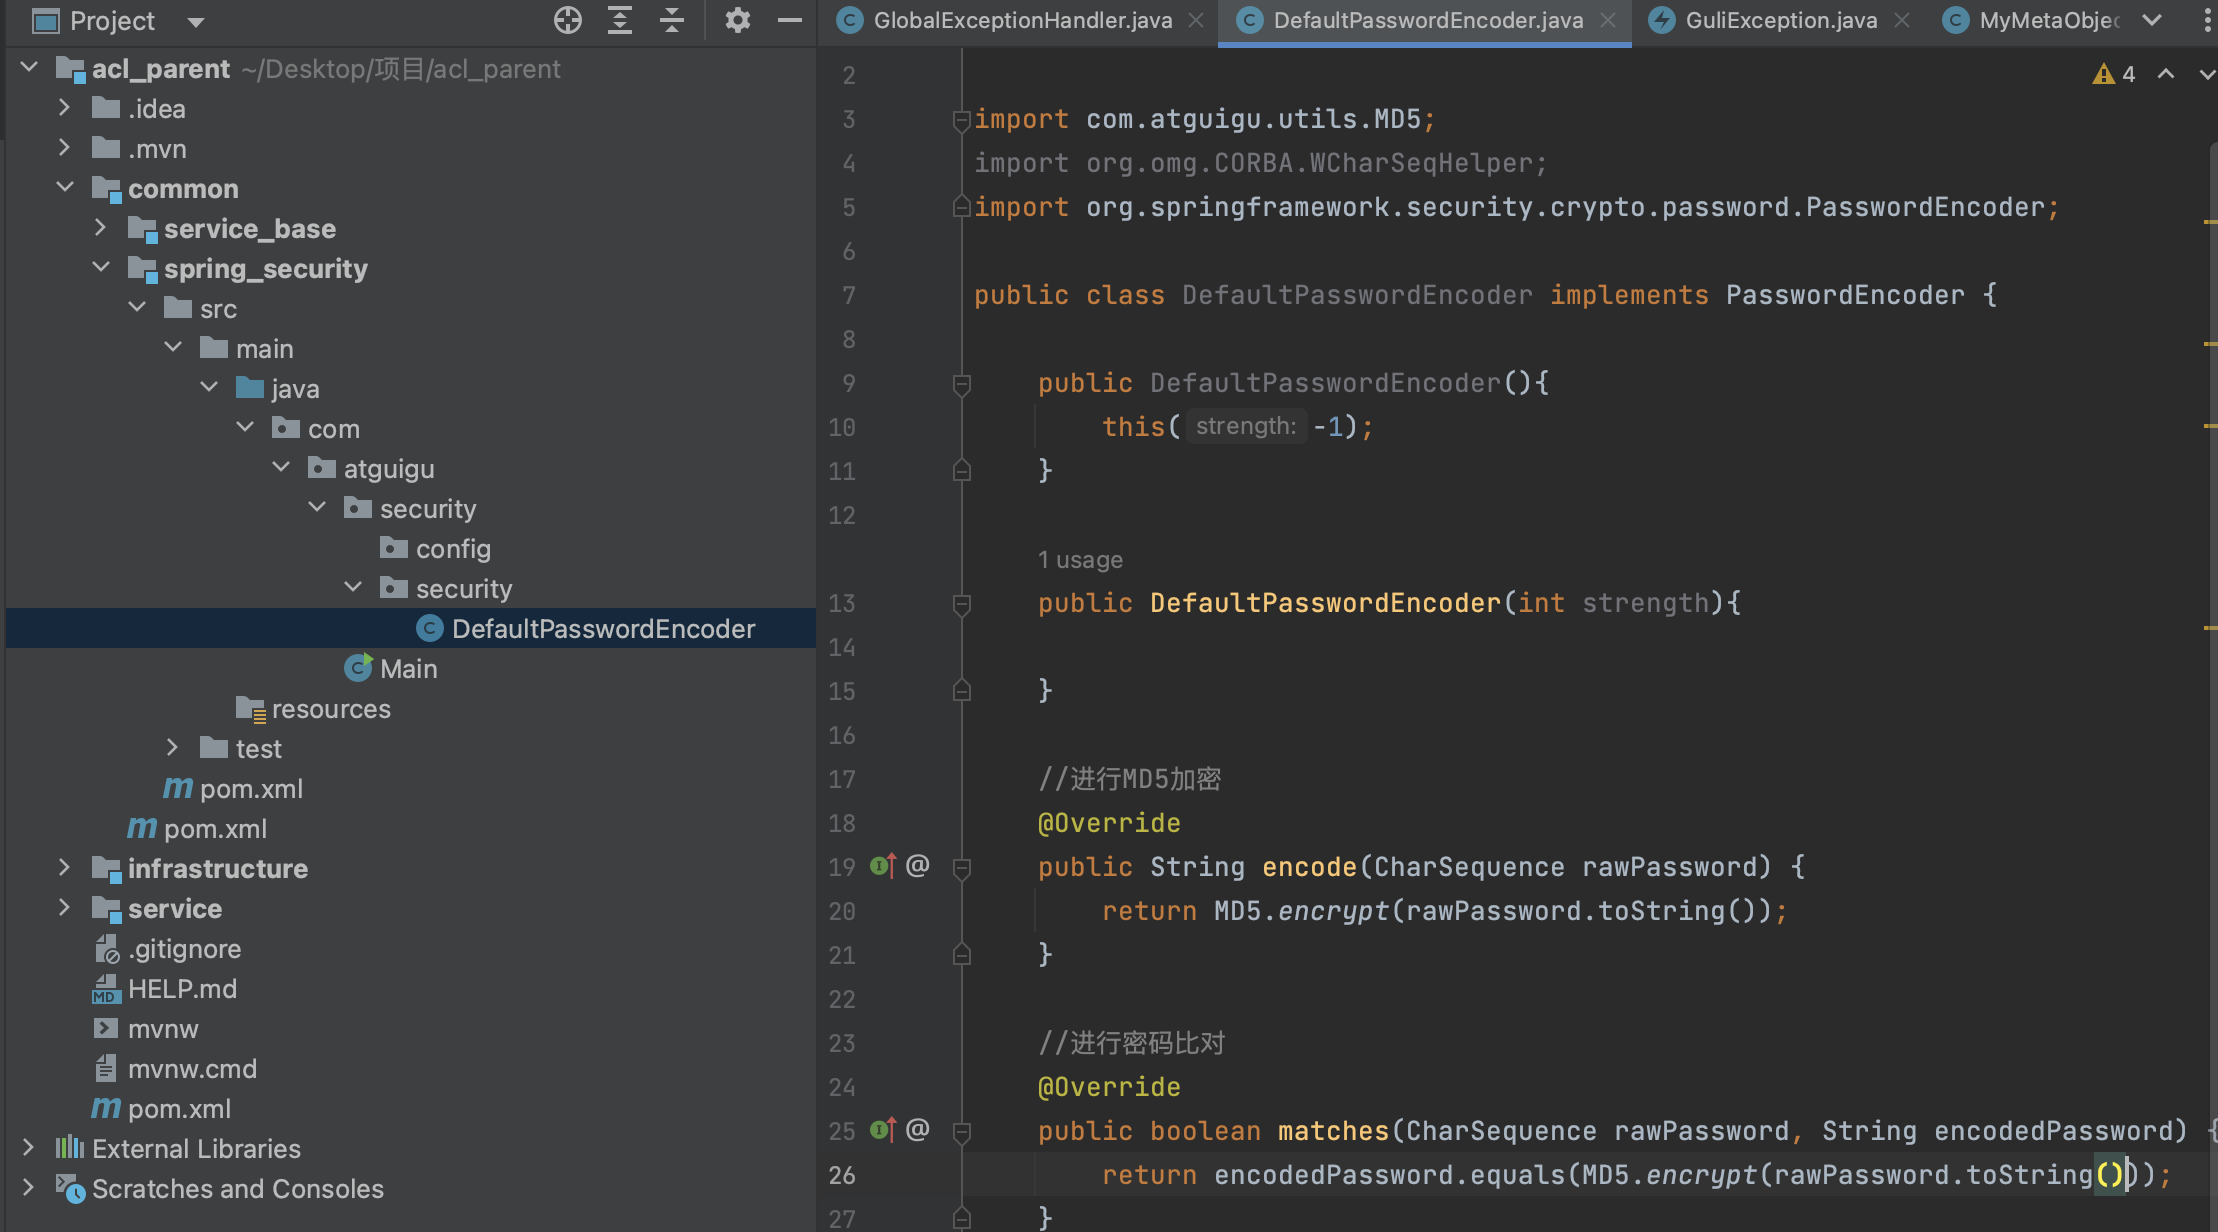 Project
acl_parent ~/Desktop/项目/acl_parent
.idea
.mvn
common
service_base
spring_security
src
main
java
com
atguigu
security
config
security
DefaultPasswordEncoder
Main
resources
test
pom.xml
pom.xml
infrastructure
service
.gitignore
HELP.md
mvnw
mvnw.cmd
pom.xml
External Libraries
Scratches and Consoles
GlobalExceptionHandler.java DefaultPasswordEncoder.java GuliException.java MyMetaObjec
4
2
3 import com.atguigu.utils.MD5;
4 import org.omg.CORBA.WCharSeqHelper;
5 import org.springframework.security.crypto.password.PasswordEncoder;
6
7 public class DefaultPasswordEncoder implements PasswordEncoder {
8
9 public DefaultPasswordEncoder(){
10 this( strength: -1);
11 }
12
1 usage
13 public DefaultPasswordEncoder(int strength){
14
15 }
16
17 //进行MD5加密
18 @Override
19 public String encode(CharSequence rawPassword) {
20 return MD5.encrypt(rawPassword.toString());
21 }
22
23 //进行密码比对
24 @Override
25 public boolean matches(CharSequence rawPassword, String encodedPassword) {
26 return encodedPassword.equals(MD5.encrypt(rawPassword.toString()));
27 }